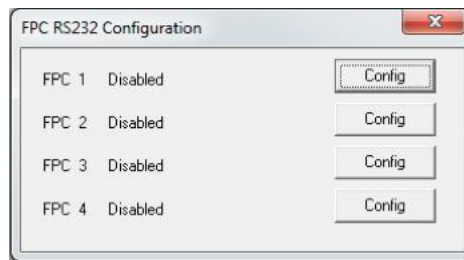 FPC RS232 Configuration
FPC 1 Disabled Config
FPC 2 Disabled Config
FPC 3 Disabled Config
FPC 4 Disabled Config